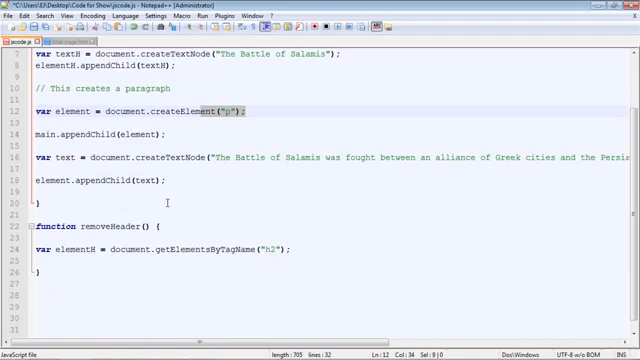 *C:\Users\El\Desktop\Code for Show\jscode.js - Notepad++ [Administrator]
File Edit Search View Encoding Language Settings Macro Run Plugins Window ?
jscode.js
7 var textH = document.createTextNode("The Battle of Salamis");
8 elementH.appendChild(textH);
9
10 // This creates a paragraph
11
12 var element = document.createElement("p");
13
14 main.appendChild(element);
15
16 var text = document.createTextNode("The Battle of Salamis was fought between an alliance of Greek cities and the Persia
17
18 element.appendChild(text);
19
20 }
21
22 function removeHeader() {
23
24 var elementH = document.getElementsByTagName("h2");
25
26 }
27
28
29
30
31
JavaScript file length : 705 lines : 32 Ln : 12 Col : 34 Sel : 9 | 0 Dos\Windows UTF-8 w/o BOM INS